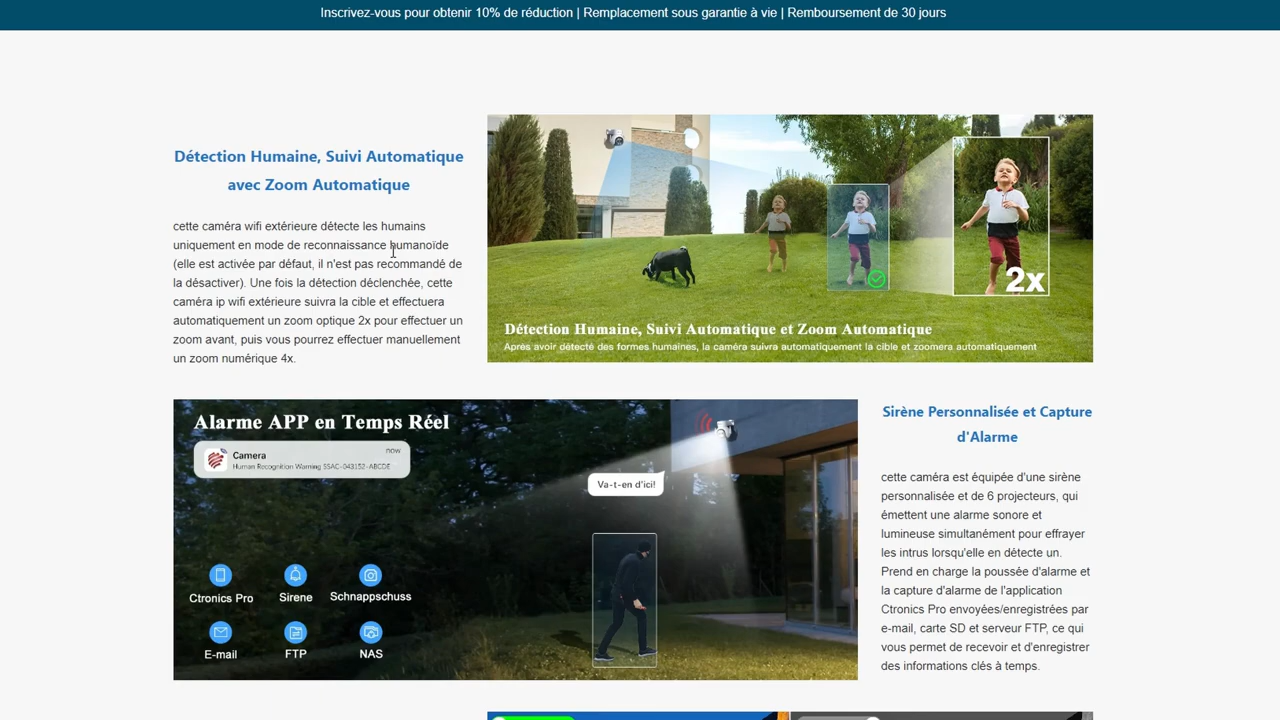 Inscrivez-vous pour obtenir 10% de réduction | Remplacement sous garantie à vie | Remboursement de 30 jours
Détection Humaine, Suivi Automatique
avec Zoom Automatique
cette caméra wifi extérieure détecte les humains
uniquement en mode de reconnaissance humanoïde
(elle est activée par défaut, il n'est pas recommandé de
la désactiver). Une fois la détection déclenchée, cette
caméra ip wifi extérieure suivra la cible et effectuera
automatiquement un zoom optique 2x pour effectuer un
zoom avant, puis vous pourrez effectuer manuellement
un zoom numérique 4x.
2x
Détection Humaine, Suivi Automatique et Zoom Automatique
Après avoir détecté des formes humaines, la caméra suivra automatiquement la cible et zoomera automatiquement
Alarme APP en Temps Réel
Camera
now
Human Recognition Warning SSAC-043152-ABCDE
Va-t-en d'ici!
Ctronics Pro
Sirene
Schnappschuss
E-mail
FTP
NAS
Sirène Personnalisée et Capture
d'Alarme
cette caméra est équipée d'une sirène
personnalisée et de 6 projecteurs, qui
émettent une alarme sonore et
lumineuse simultanément pour effrayer
les intrus lorsqu'elle en détecte un.
Prend en charge la poussée d'alarme et
la capture d'alarme de l'application
Ctronics Pro envoyées/enregistrées par
e-mail, carte SD et serveur FTP, ce qui
vous permet de recevoir et d'enregistrer
des informations clés à temps.